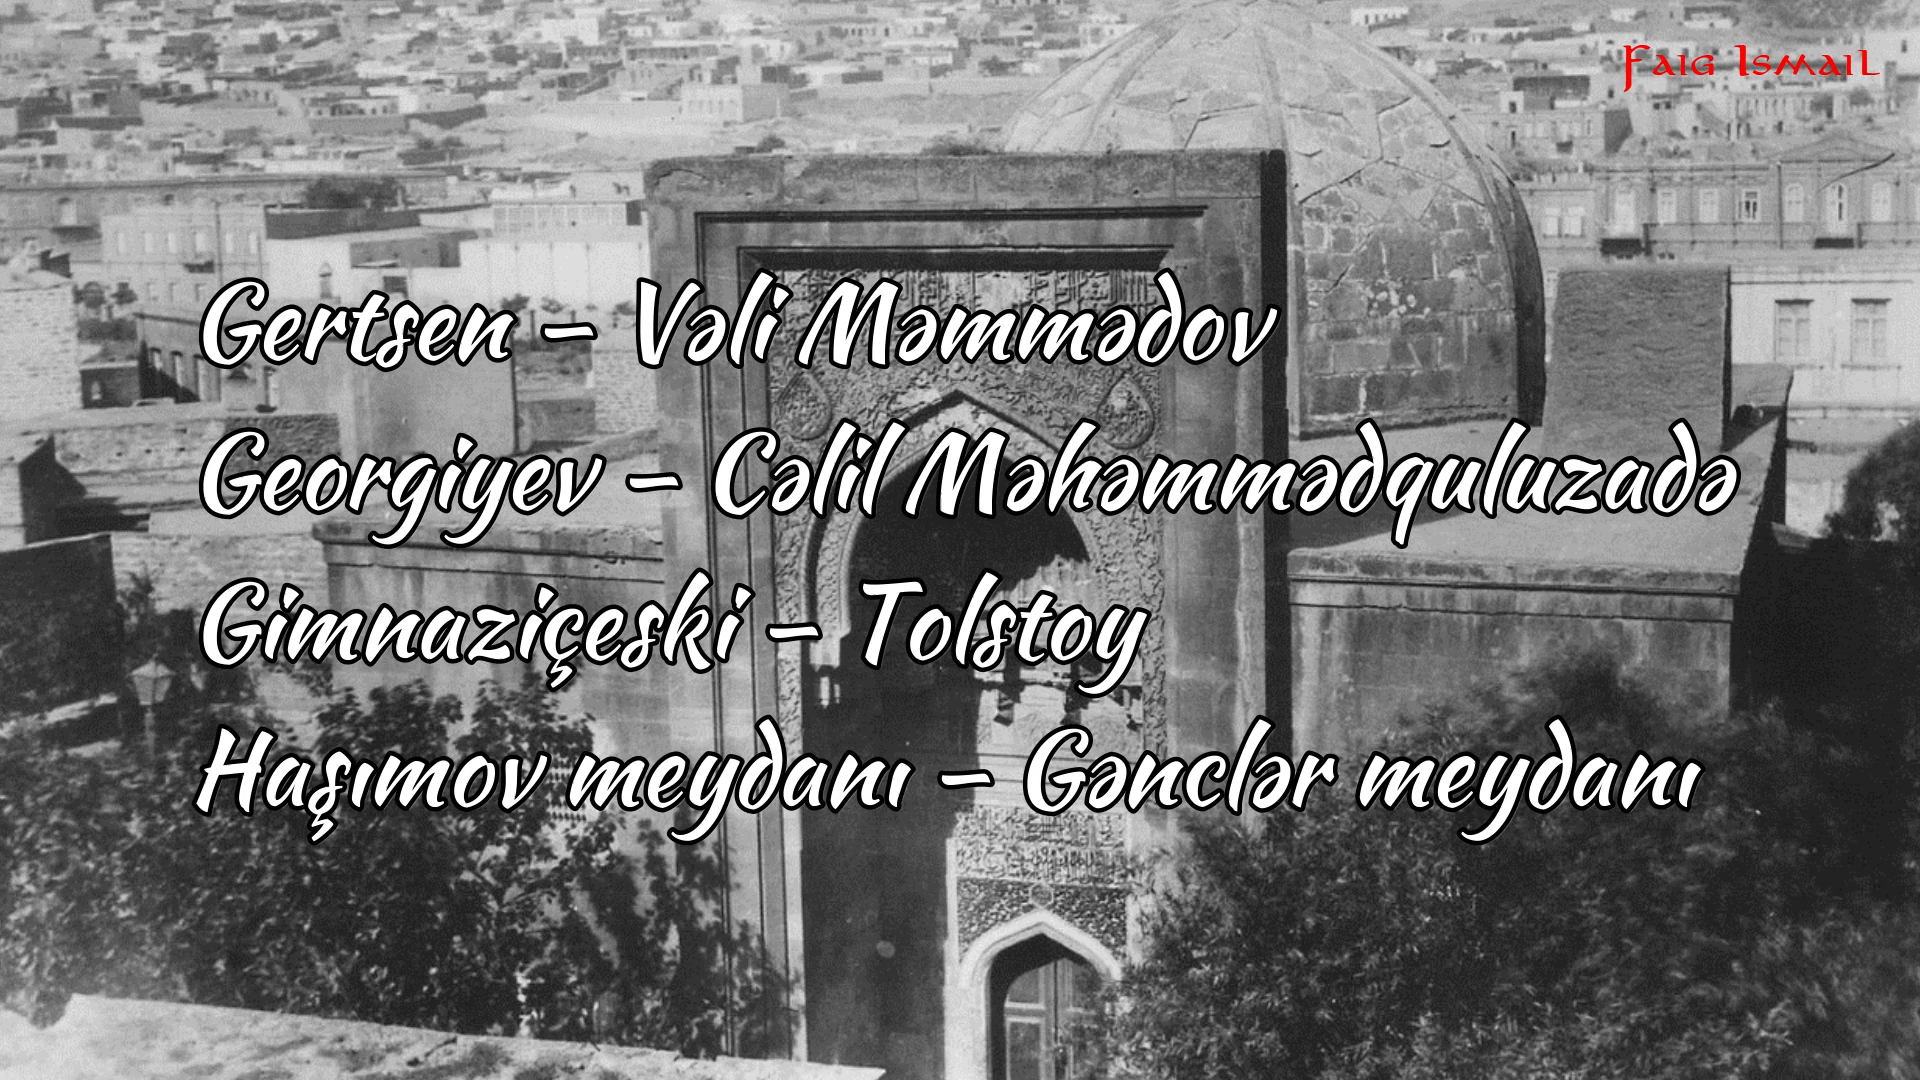 Faig Ismail
Gertsen – Vəli Məmmədov
Georgiyev – Cəlil Məhəmmədquluzadə
Gimnaziçeski – Tolstoy
Haşımov meydanı – Gənclər meydanı